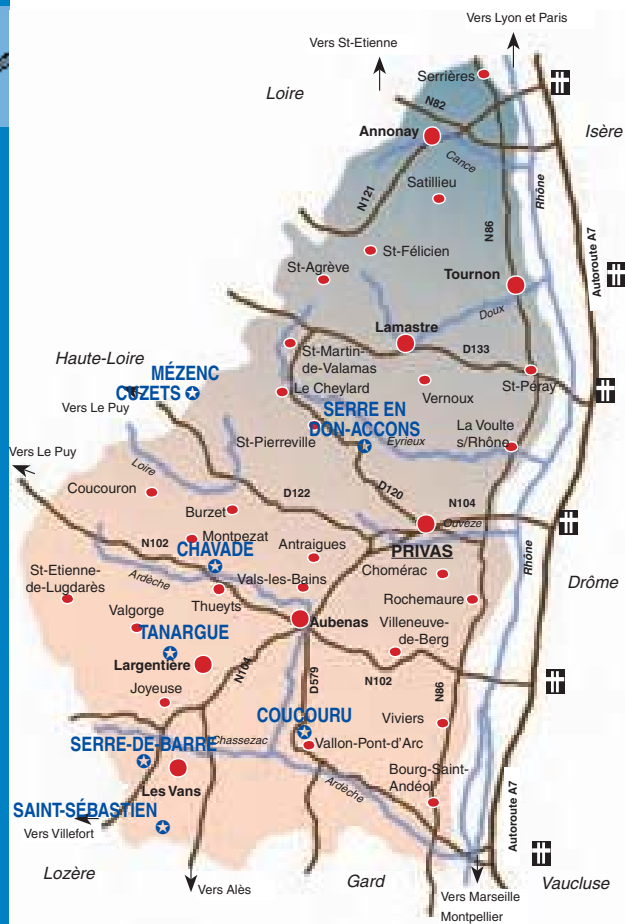 Vers Lyon et Paris
Vers St-Etienne
Serrières
Loire
N82
Isère
Annonay
Cance
Satillieu
Rhône
N121
N86
St-Félicien
Autoroute A7
St-Agrève
Tournon
Doux
Lamastre
St-Martin-
de-Valamas
D133
Haute-Loire
MÉZENC
CUZETS
Le Cheylard
Vernoux
St-Péray
Vers Le Puy
SERRE EN
DON-ACCONS
La Voulte
s/Rhône
St-Pierreville
Eyrieux
Vers Le Puy
Loire
Coucouron
D122
D120
N104
Burzet
Ouvèze
N102
Montpezat
PRIVAS
Antraigues
Rhône
CHAVADE
St-Etienne-
de-Lugdarès
Ardèche
Vals-les-Bains
Chomérac
Drôme
Thueyts
Rochemaure
Valgorge
Aubenas
Villeneuve-
de-Berg
TANARGUE
Largentière
N104
D579
N102
N86
Joyeuse
COUCOURU
Viviers
Chassezac
SERRE-DE-BARRE
Vallon-Pont-d'Arc
Les Vans
Ardèche
Bourg-Saint-
Andéol
SAINT-SÉBASTIEN
Autoroute A7
Vers Villefort
Lozère
Vers Alès
Gard
Vers Marseille
Montpellier
Vaucluse